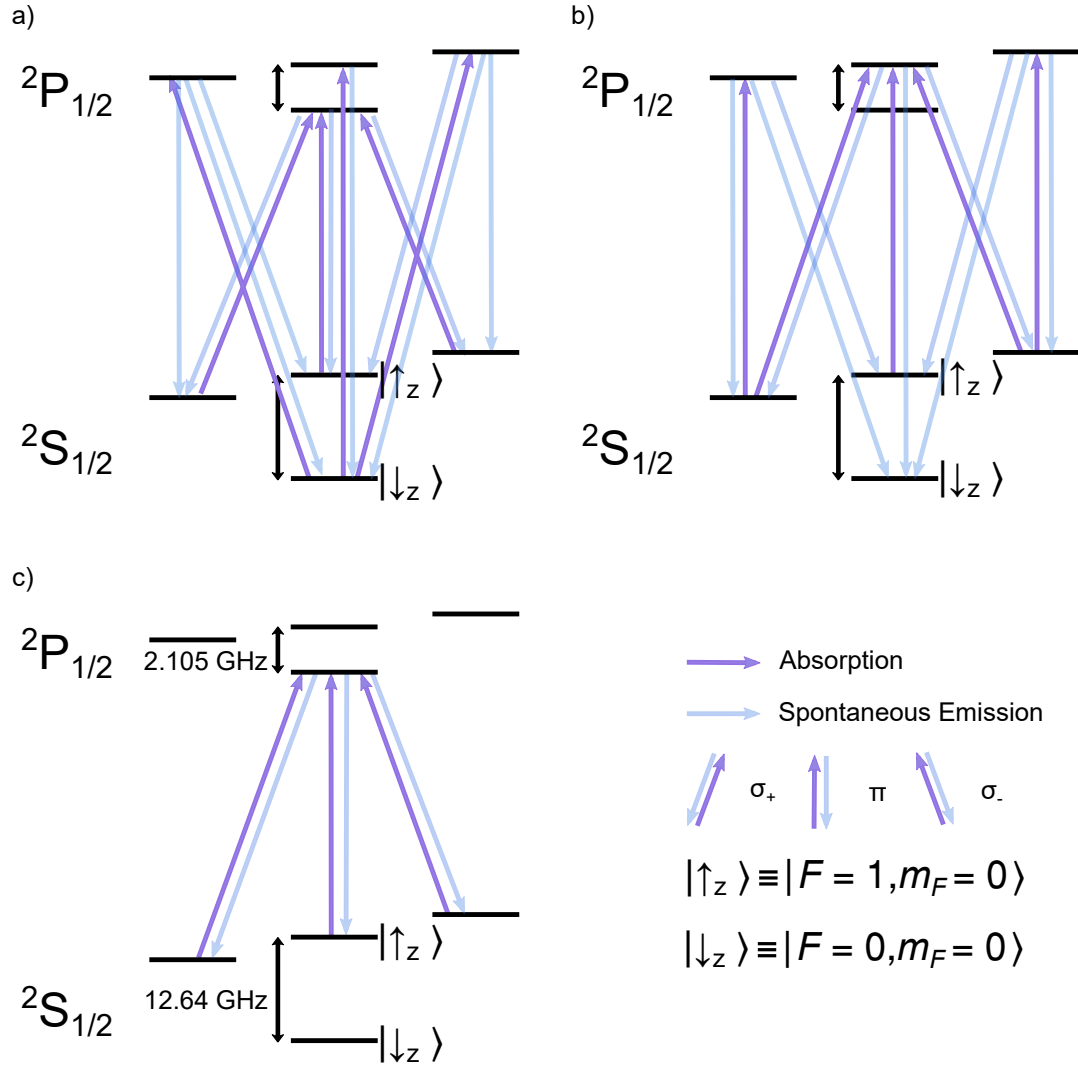 a)
²P₁/₂
|↑z⟩
²S₁/₂
|↓z⟩
b)
²P₁/₂
|↑z⟩
²S₁/₂
|↓z⟩
c)
²P₁/₂
2.105 GHz
|↑z⟩
12.64 GHz
²S₁/₂
|↓z⟩
Absorption
Spontaneous Emission
σ₊ π σ₋
|↑z⟩≡|F = 1,mF = 0⟩
|↓z⟩≡|F = 0,mF = 0⟩